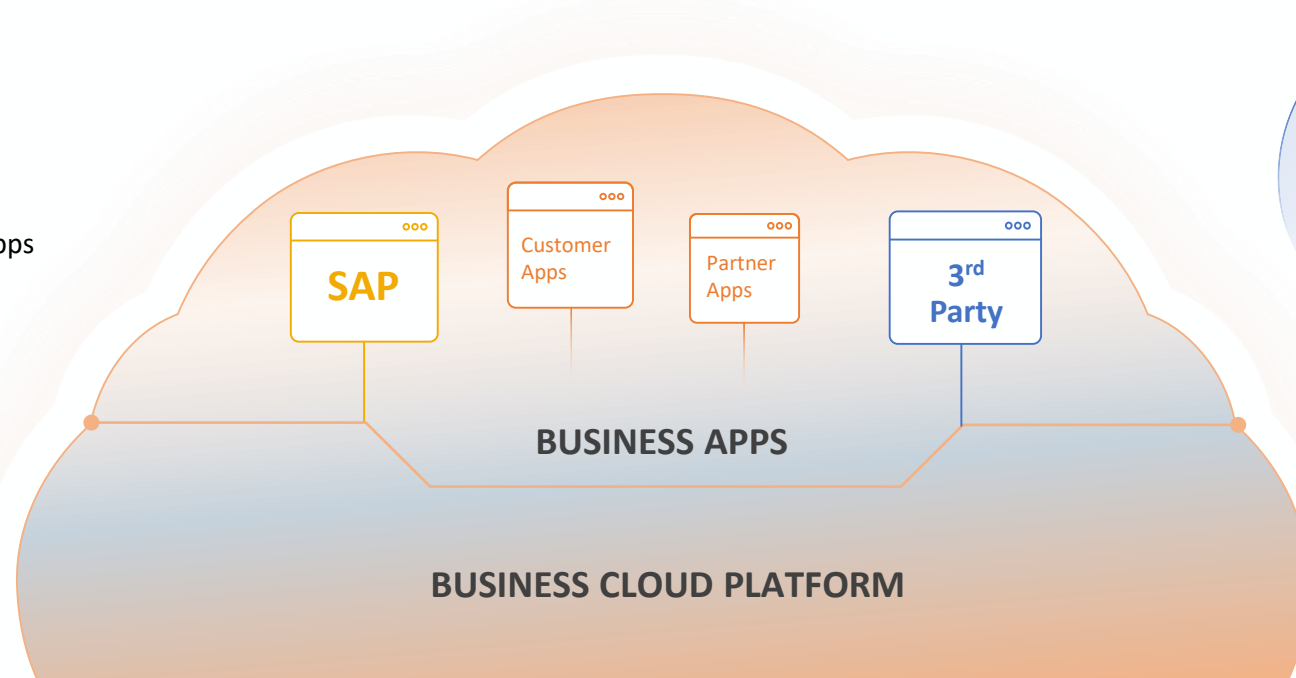 SAP
Customer
Apps
Partner
Apps
3rd
Party
BUSINESS APPS
BUSINESS CLOUD PLATFORM